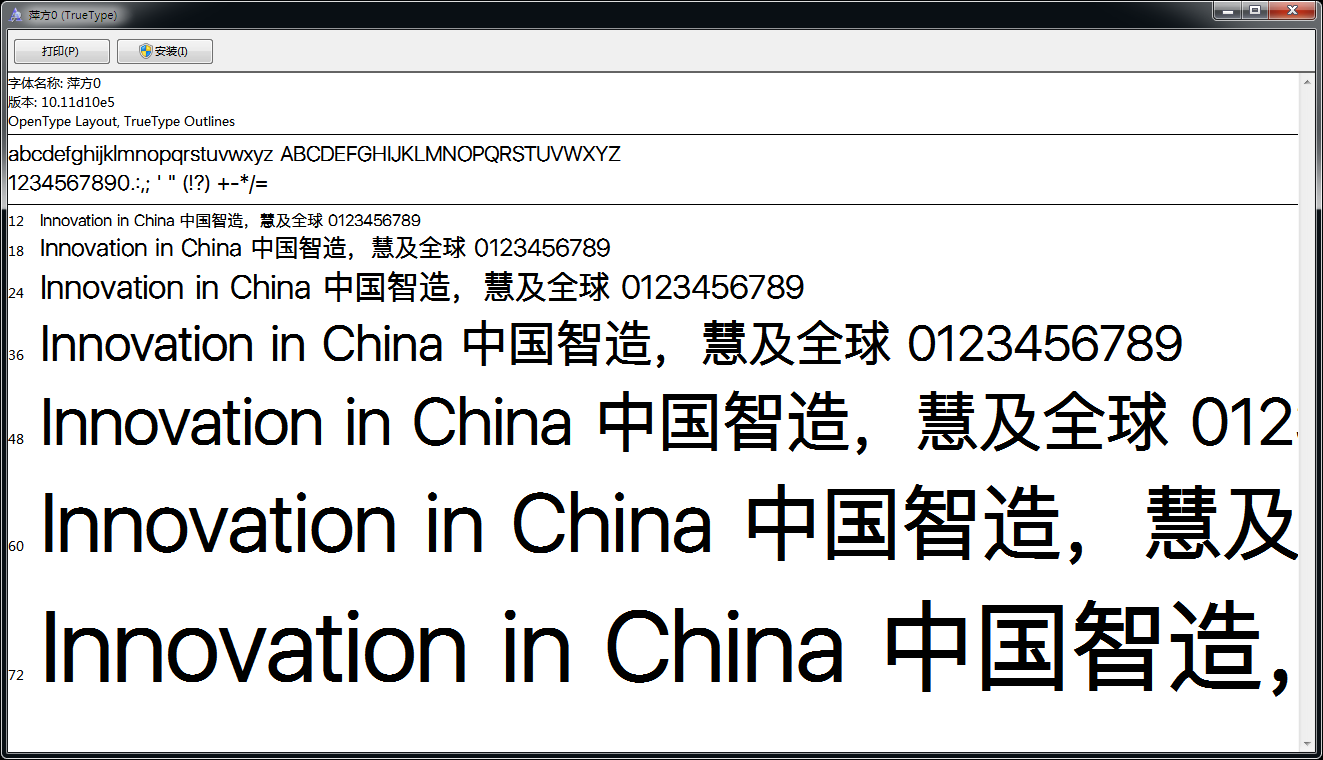 萍方0 (TrueType)
打印(P) 安装(I)
字体名称: 萍方0
版本: 10.11d10e5
OpenType Layout, TrueType Outlines
abcdefghijklmnopqrstuvwxyz ABCDEFGHIJKLMNOPQRSTUVWXYZ
1234567890.:,; ' " (!?) +-*/=
12 Innovation in China 中国智造，慧及全球 0123456789
18 Innovation in China 中国智造，慧及全球 0123456789
24 Innovation in China 中国智造，慧及全球 0123456789
36 Innovation in China 中国智造，慧及全球 0123456789
48 Innovation in China 中国智造，慧及全球 012
60 Innovation in China 中国智造，慧及
72 Innovation in China 中国智造，